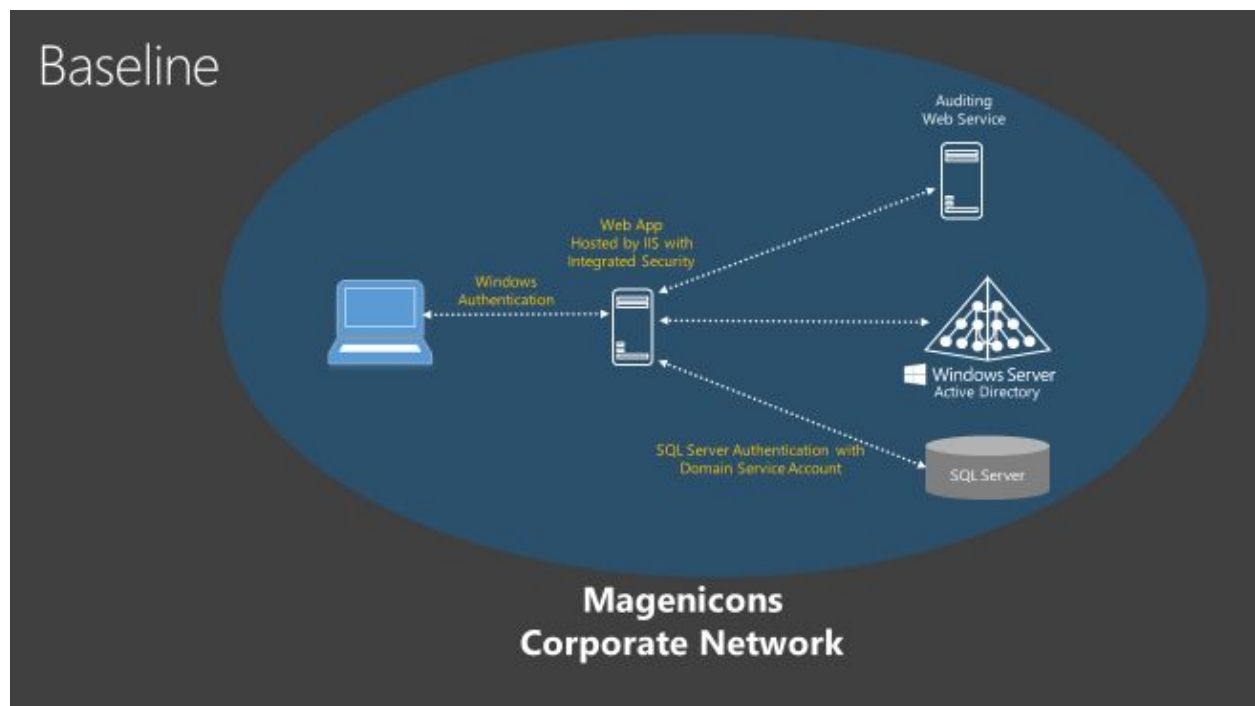 Baseline
Auditing
Web Service
Web App
Hosted by IIS with
Integrated Security
Windows
Authentication
Windows Server
Active Directory
SQL Server Authentication with
Domain Service Account
SQL Server
Magenicons
Corporate Network